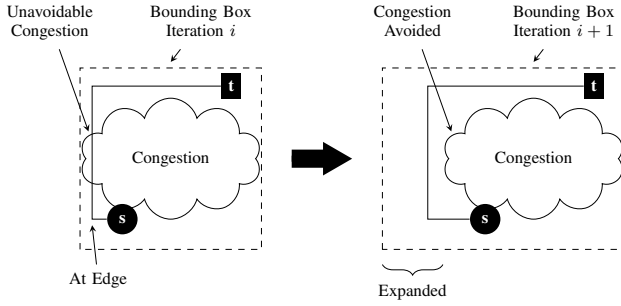 Unavoidable
Congestion
Bounding Box
Iteration i
t
Congestion
s
At Edge
Congestion
Avoided
Bounding Box
Iteration i + 1
t
Congestion
s
Expanded